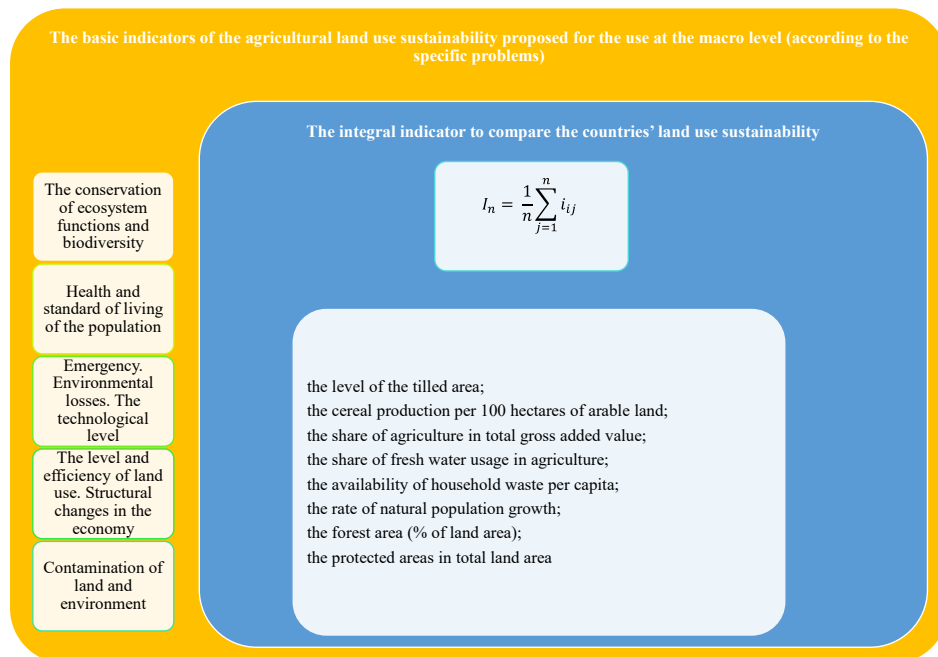 The basic indicators of the agricultural land use sustainability proposed for the use at the macro level (according to the
specific problems)
The integral indicator to compare the countries' land use sustainability
I_n = \frac{1}{n}\sum_{j=1}^{n} i_{ij}
The conservation
of ecosystem
functions and
biodiversity
Health and
standard of living
of the population
Emergency.
Environmental
losses. The
technological
level
The level and
efficiency of land
use. Structural
changes in the
economy
Contamination of
land and
environment
the level of the tilled area;
the cereal production per 100 hectares of arable land;
the share of agriculture in total gross added value;
the share of fresh water usage in agriculture;
the availability of household waste per capita;
the rate of natural population growth;
the forest area (% of land area);
the protected areas in total land area